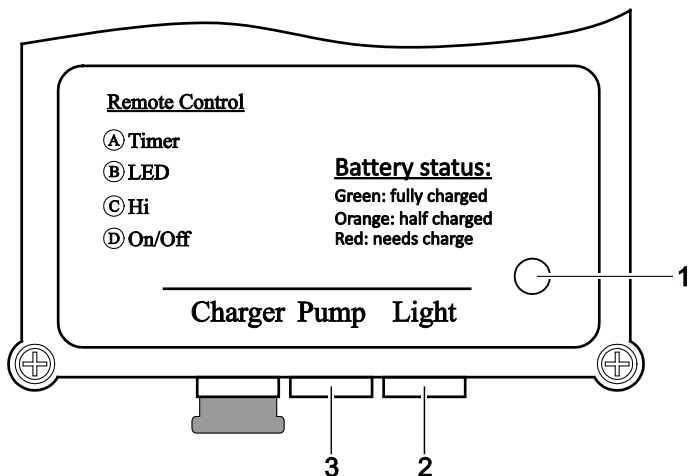 Remote Control
Ⓐ Timer
Ⓑ LED
Ⓒ Hi
Ⓓ On/Off
Battery status:
Green: fully charged
Orange: half charged
Red: needs charge
1
Charger Pump Light
3 2